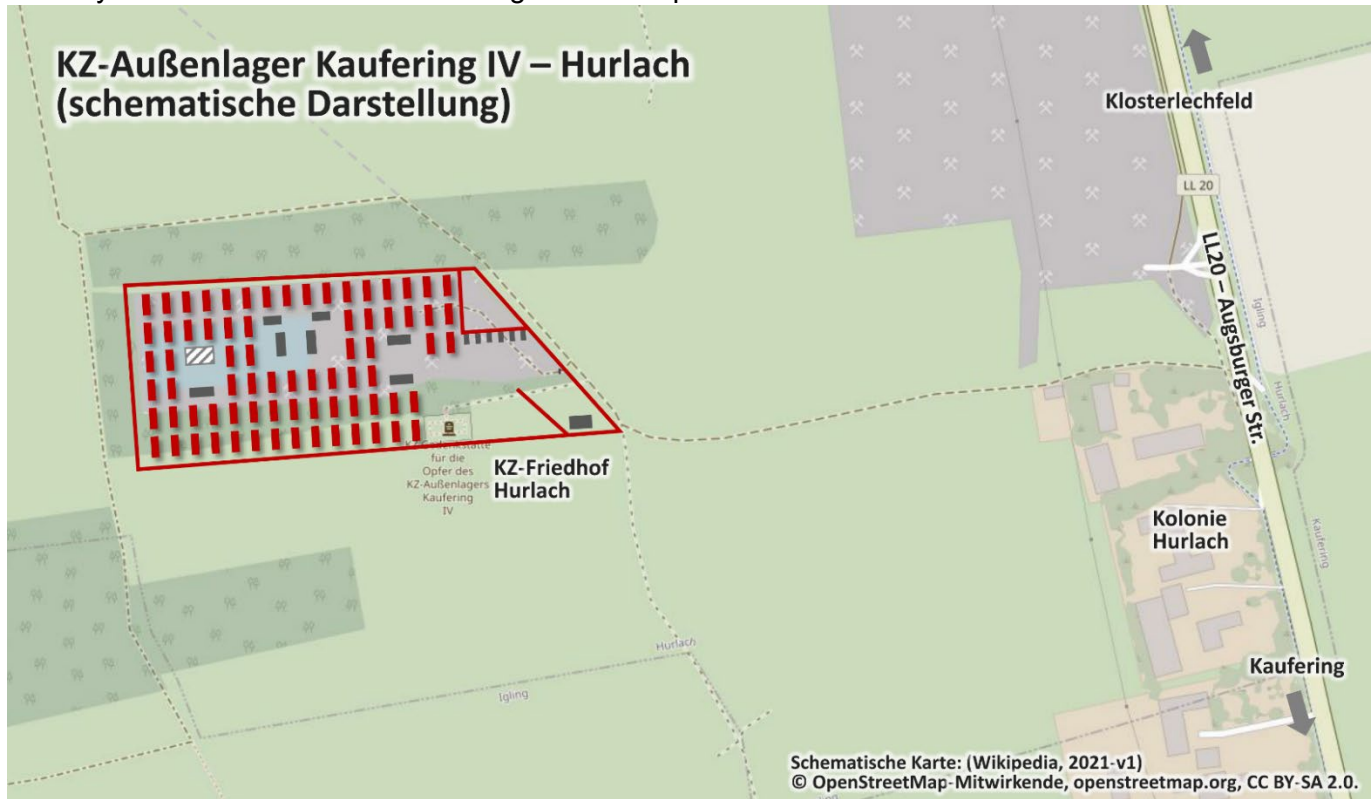 KZ-Außenlager Kaufering IV – Hurlach
(schematische Darstellung)
Klosterlechfeld
LL 20
LL20 – Augsburger Str.
Igling
Hurlach
KZ-Gedenkstätte
für die
Opfer des
KZ-Außenlagers
Kaufering
IV
KZ-Friedhof
Hurlach
Kolonie
Hurlach
Kaufering
Hurlach
Igling
Kaufering
Schematische Karte: (Wikipedia, 2021-v1)
© OpenStreetMap-Mitwirkende, openstreetmap.org, CC BY-SA 2.0.